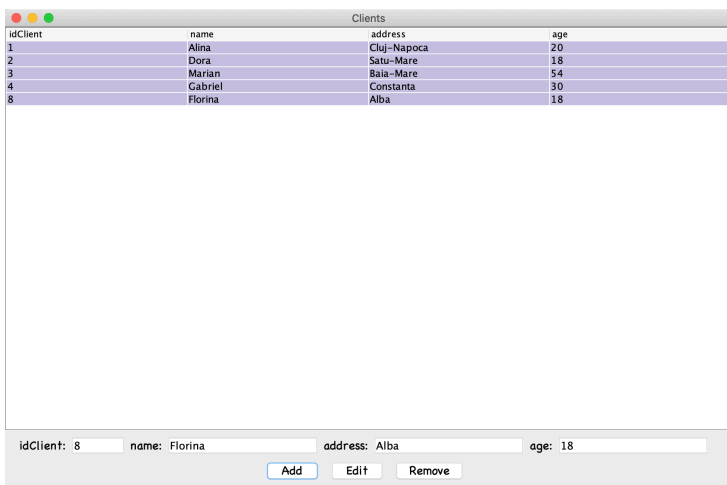 Clients
idClient name address age
1 Alina Cluj-Napoca 20
2 Dora Satu-Mare 18
3 Marian Baia-Mare 54
4 Gabriel Constanta 30
8 Florina Alba 18
idClient: 8 name: Florina address: Alba age: 18
Add Edit Remove